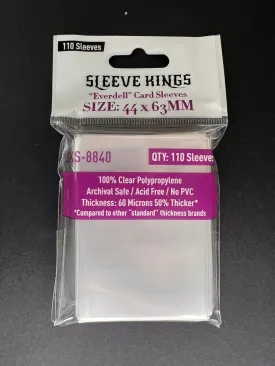 110 Sleeves
SLEEVE KINGS
"Everdell" Card Sleeves
SIZE: 44 x 63MM
KS-8840
QTY: 110 Sleeves
100% Clear Polypropylene
Archival Safe / Acid Free / No PVC
Thickness: 60 Microns 50% Thicker*
*Compared to other "standard" thickness brands